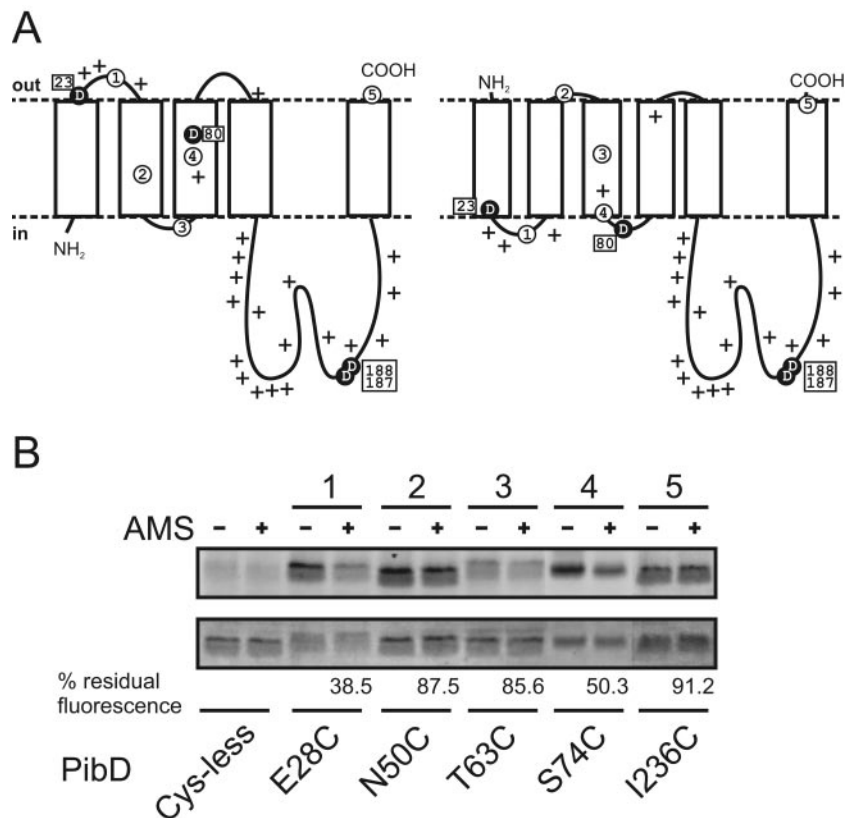 A
23
D
+ + 1 +
out
COOH
5
+
D 80
4
2
+
3
in
NH2
+
+
+
+
+
+
+
+
+
+
+
+ + +
+
+
+
D
D
188
187
NH2
2
COOH
5
+
3
23
D
+
4
+ + 1 +
80
D
+
+
+
+
+
+
+
+
+
+
+
+ + +
+
+
+
D
D
188
187
B
1 2 3 4 5
AMS - + - + - + - + - + - +
% residual
fluorescence
38.5 87.5 85.6 50.3 91.2
PibD Cys-less E28C N50C T63C S74C I236C